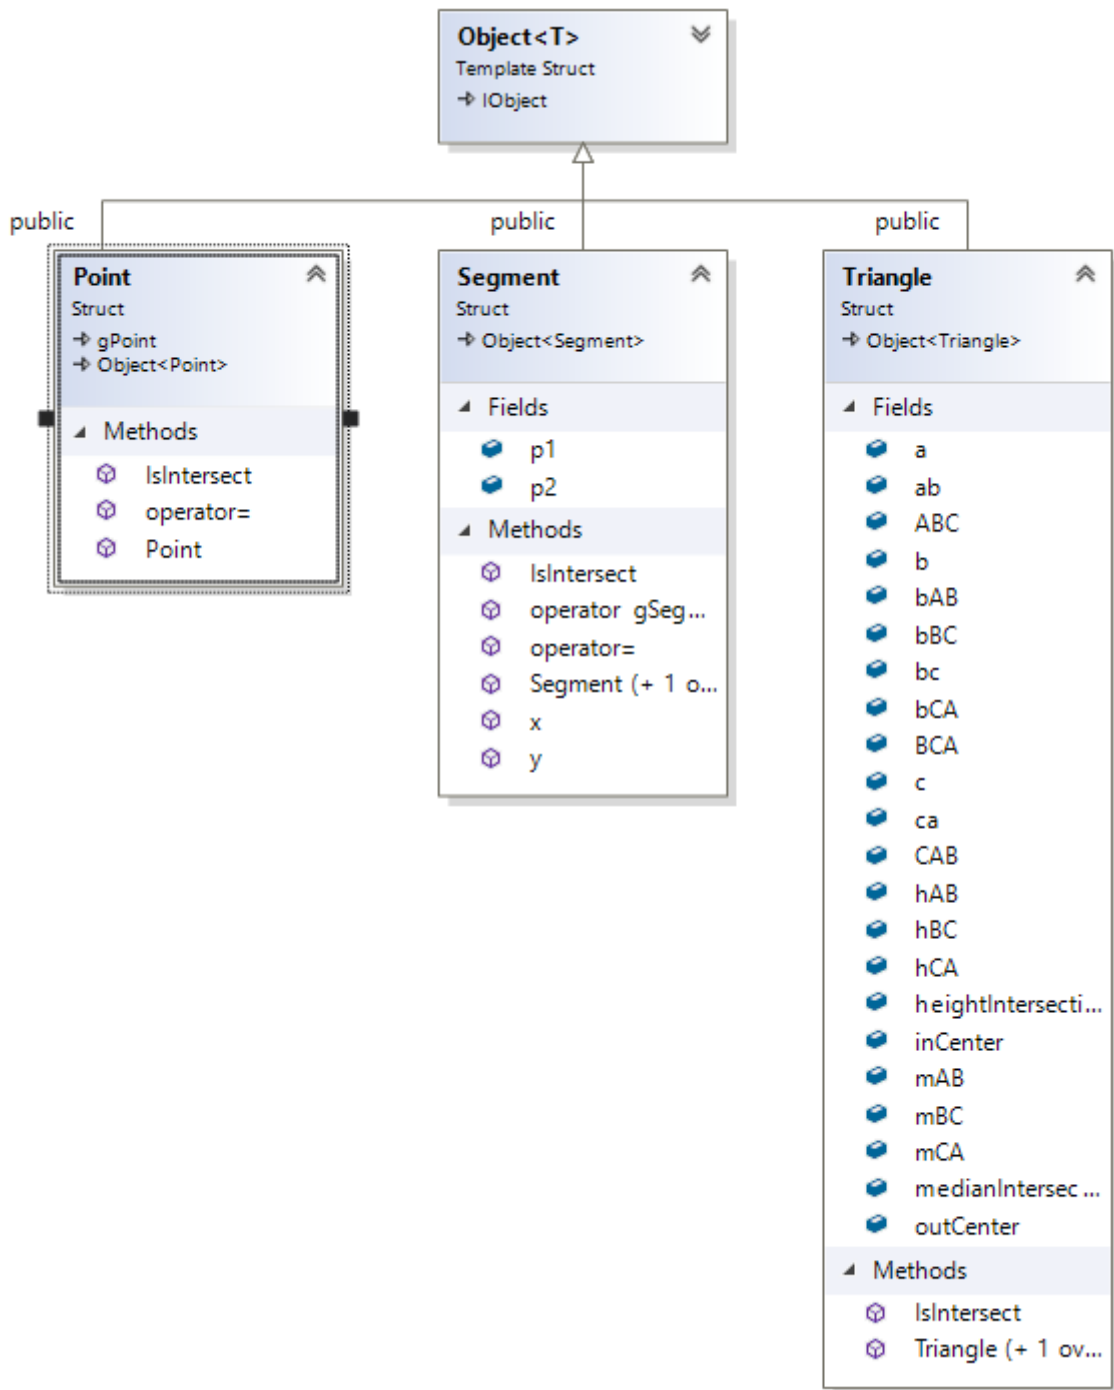 Object<T>
Template Struct
IObject
public
public
public
Point
Struct
gPoint
Object<Point>
Methods
IsIntersect
operator=
Point
Segment
Struct
Object<Segment>
Fields
p1
p2
Methods
IsIntersect
operator gSeg...
operator=
Segment (+ 1 o...
x
y
Triangle
Struct
Object<Triangle>
Fields
a
ab
ABC
b
bAB
bBC
bc
bCA
BCA
c
ca
CAB
hAB
hBC
hCA
heightIntersecti...
inCenter
mAB
mBC
mCA
medianIntersec...
outCenter
Methods
IsIntersect
Triangle (+ 1 ov...